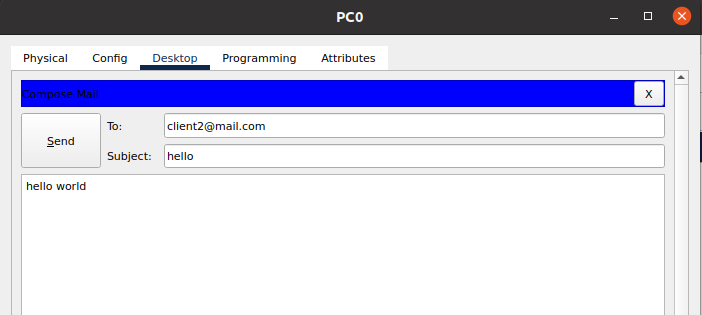 PC0
Physical Config Desktop Programming Attributes
Compose Mail X
Send
To: client2@mail.com
Subject: hello
hello world